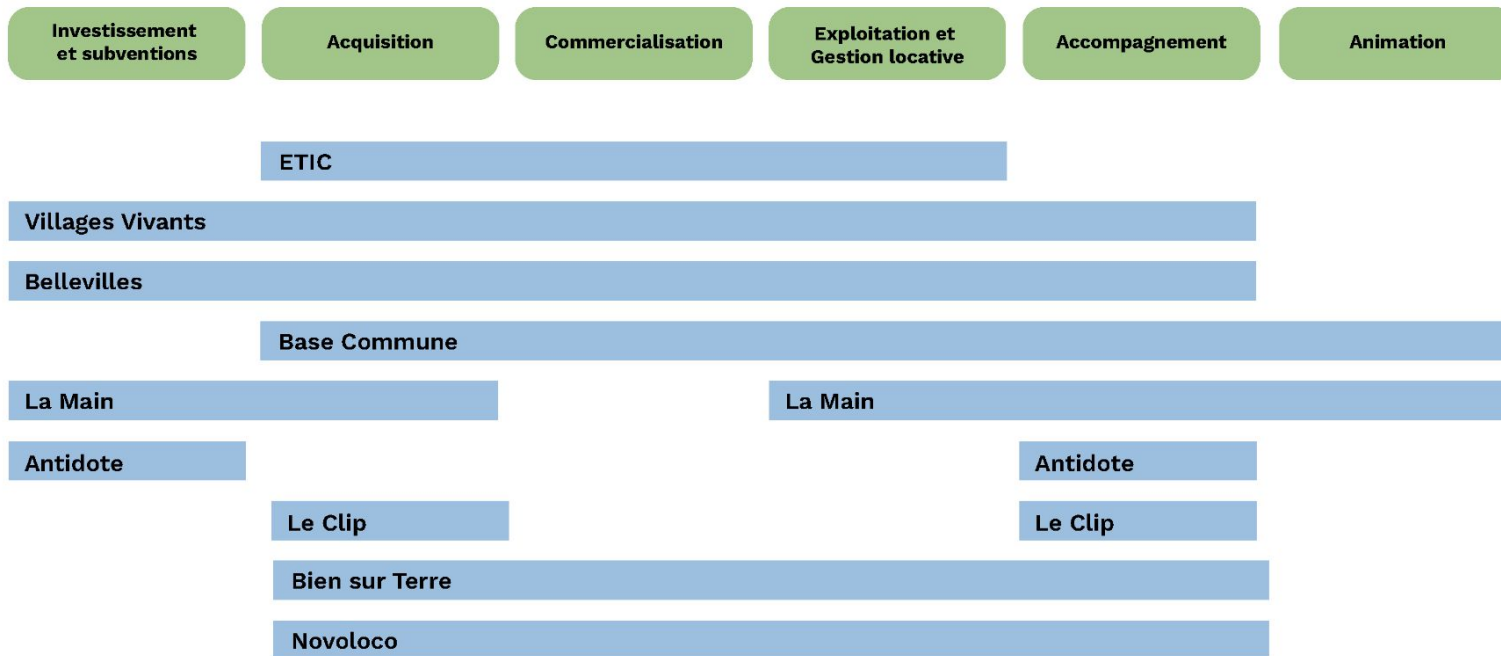 Investissement
et subventions
Acquisition
Commercialisation
Exploitation et
Gestion locative
Accompagnement
Animation
ETIC
Villages Vivants
Bellevilles
Base Commune
La Main
La Main
Antidote
Antidote
Le Clip
Le Clip
Bien sur Terre
Novoloco